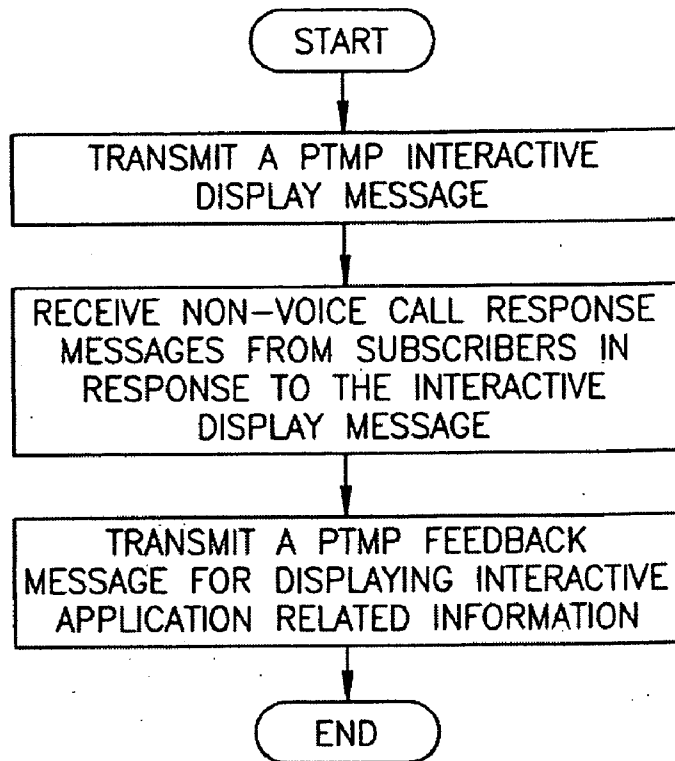 START
TRANSMIT A PTMP INTERACTIVE
DISPLAY MESSAGE
RECEIVE NON-VOICE CALL RESPONSE
MESSAGES FROM SUBSCRIBERS IN
RESPONSE TO THE INTERACTIVE
DISPLAY MESSAGE
TRANSMIT A PTMP FEEDBACK
MESSAGE FOR DISPLAYING INTERACTIVE
APPLICATION RELATED INFORMATION
END